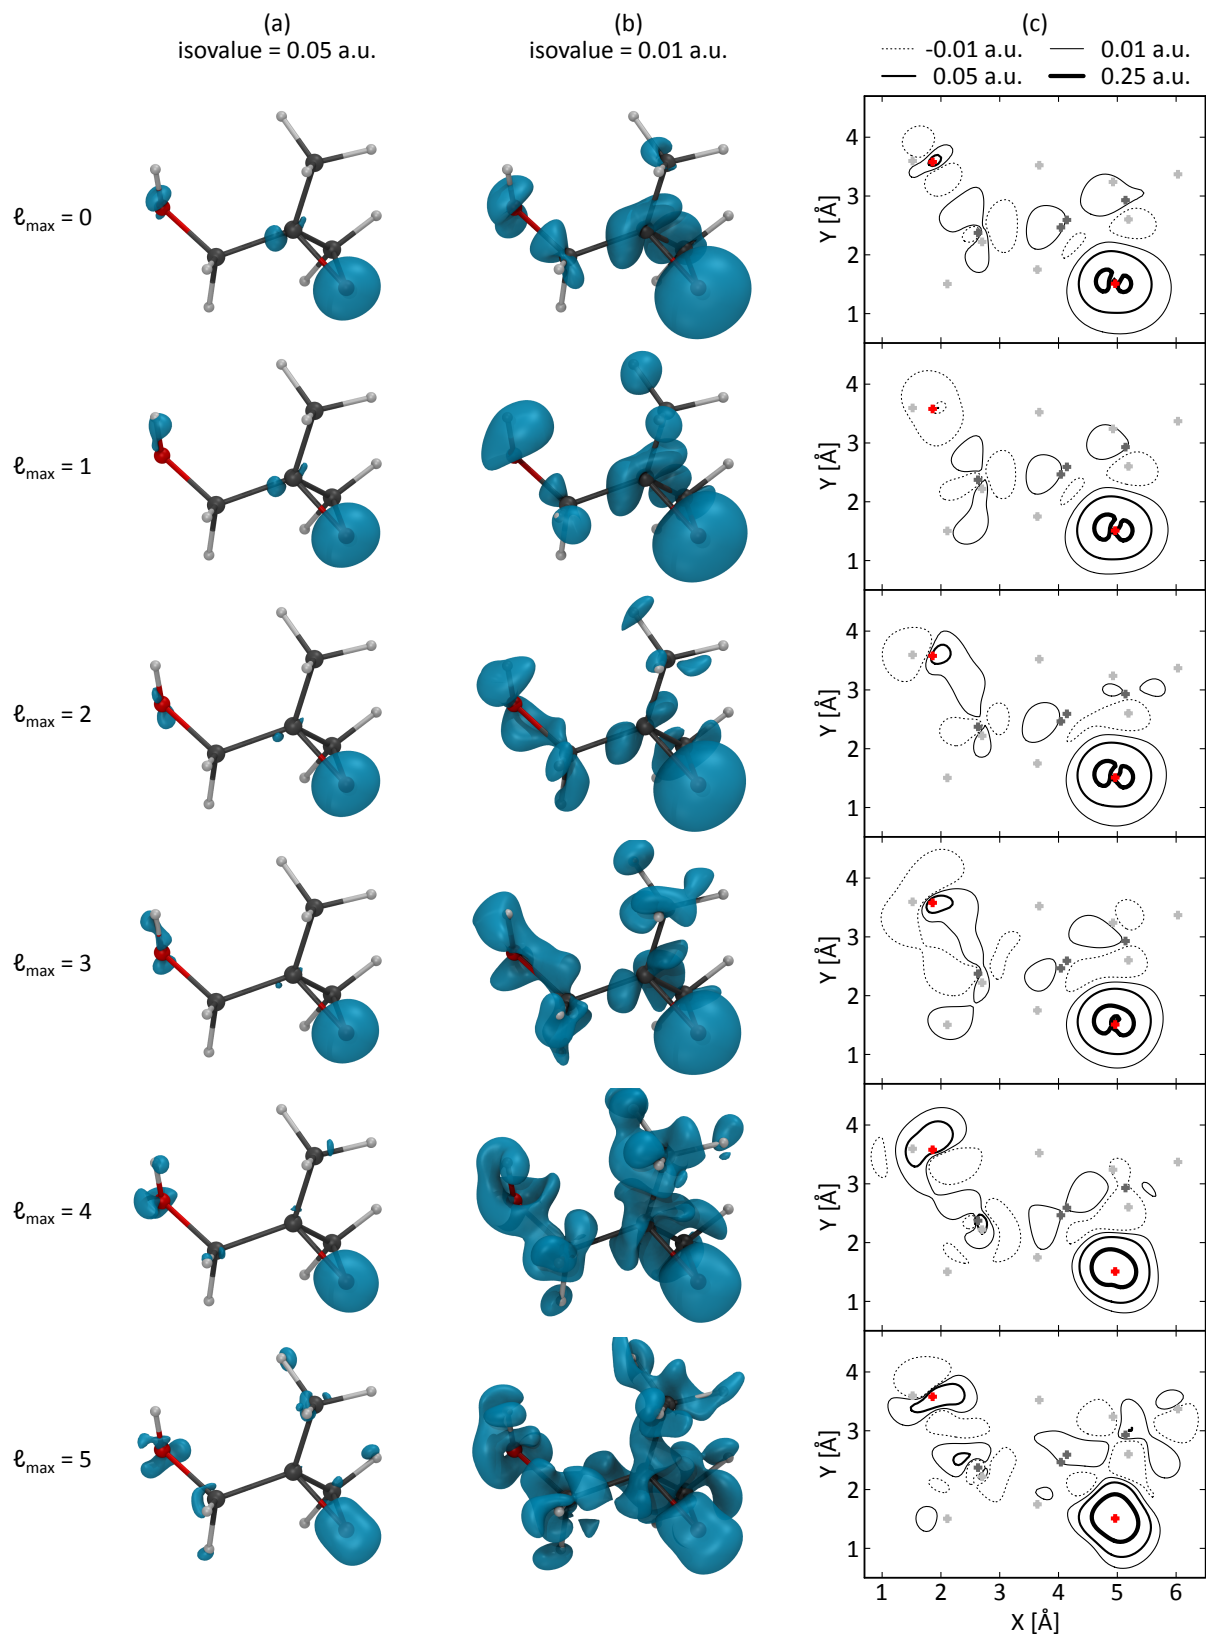 (a)
isovalue = 0.05 a.u.
(b)
isovalue = 0.01 a.u.
(c)
-0.01 a.u. 0.01 a.u.
0.05 a.u. 0.25 a.u.
ℓmax = 0
4
3
2
1
Y [Å]
ℓmax = 1
4
3
2
1
Y [Å]
ℓmax = 2
4
3
2
1
Y [Å]
ℓmax = 3
4
3
2
1
Y [Å]
ℓmax = 4
4
3
2
1
Y [Å]
ℓmax = 5
4
3
2
1
Y [Å]
1 2 3 4 5 6
X [Å]